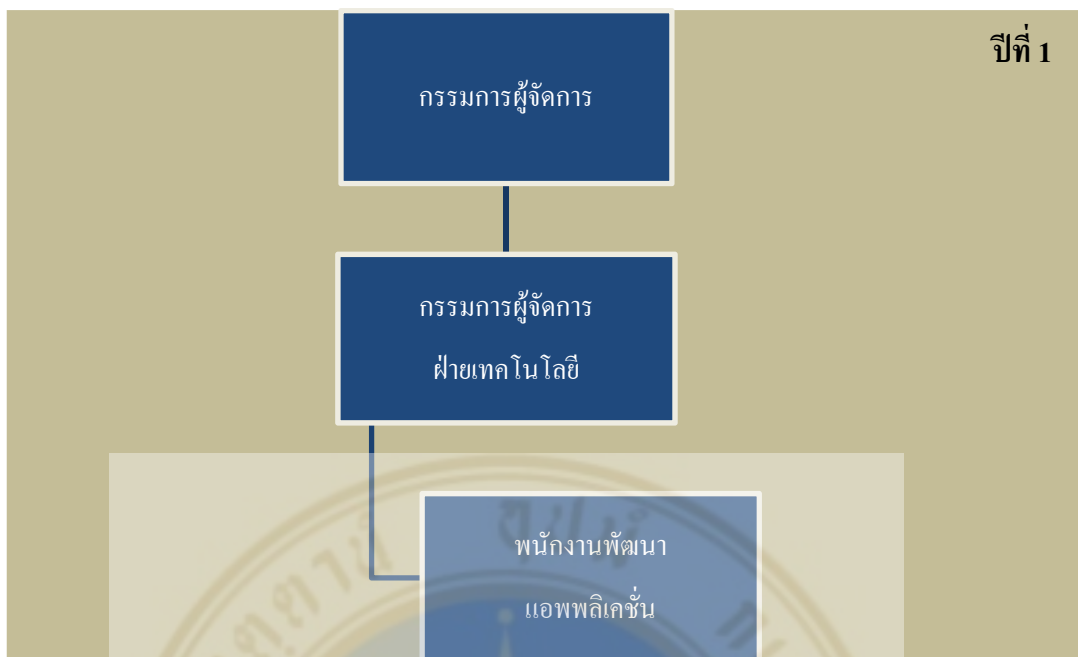 ปีที่ 1
กรรมการผู้จัดการ
กรรมการผู้จัดการ
ฝ่ายเทคโนโลยี
พนักงานพัฒนา
แอพพลิเคชั่น